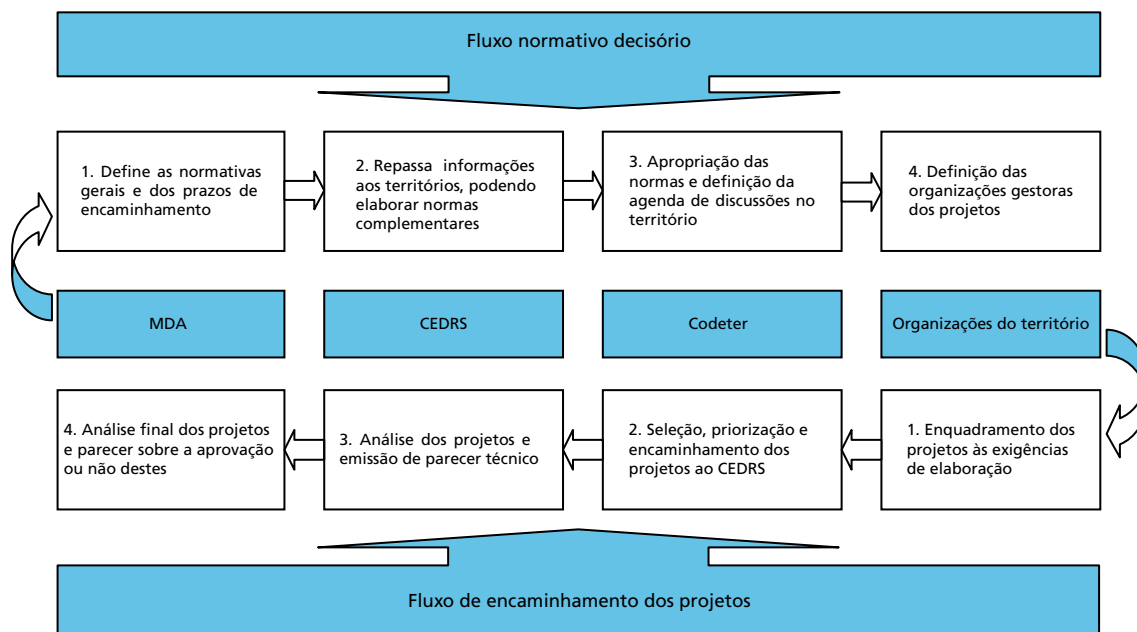 Fluxo normativo decisório
1. Define as normativas
gerais e dos prazos de
encaminhamento
2. Repassa informações
aos territórios, podendo
elaborar normas
complementares
3. Apropriação das
normas e definição da
agenda de discussões no
território
4. Definição das
organizações gestoras
dos projetos
MDA
CEDRS
Codeter
Organizações do território
4. Análise final dos projetos
e parecer sobre a aprovação
ou não destes
3. Análise dos projetos e
emissão de parecer técnico
2. Seleção, priorização e
encaminhamento dos
projetos ao CEDRS
1. Enquadramento dos
projetos às exigências
de elaboração
Fluxo de encaminhamento dos projetos